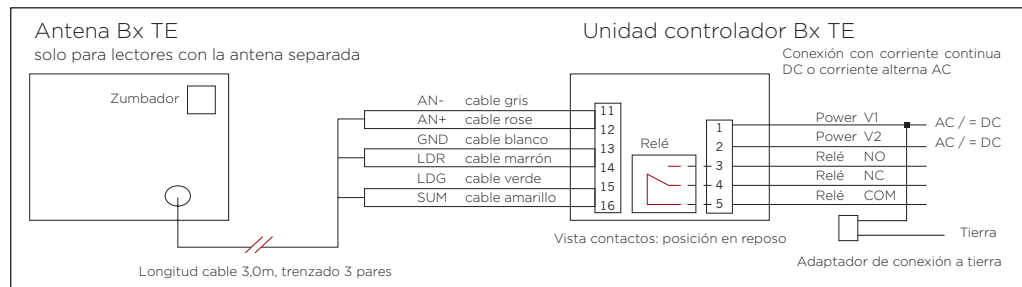 Antena Bx TE
solo para lectores con la antena separada
Zumbador
AN- cable gris
AN+ cable rose
GND cable blanco
LDR cable marrón
LDG cable verde
SUM cable amarillo
Longitud cable 3,0m, trenzado 3 pares
Unidad controlador Bx TE
Conexión con corriente continua
DC o corriente alterna AC
11
12
13
14
15
16
Relé
1
2
3
4
5
Power V1
Power V2
Relé NO
Relé NC
Relé COM
AC / = DC
AC / = DC
Tierra
Vista contactos: posición en reposo
Adaptador de conexión a tierra